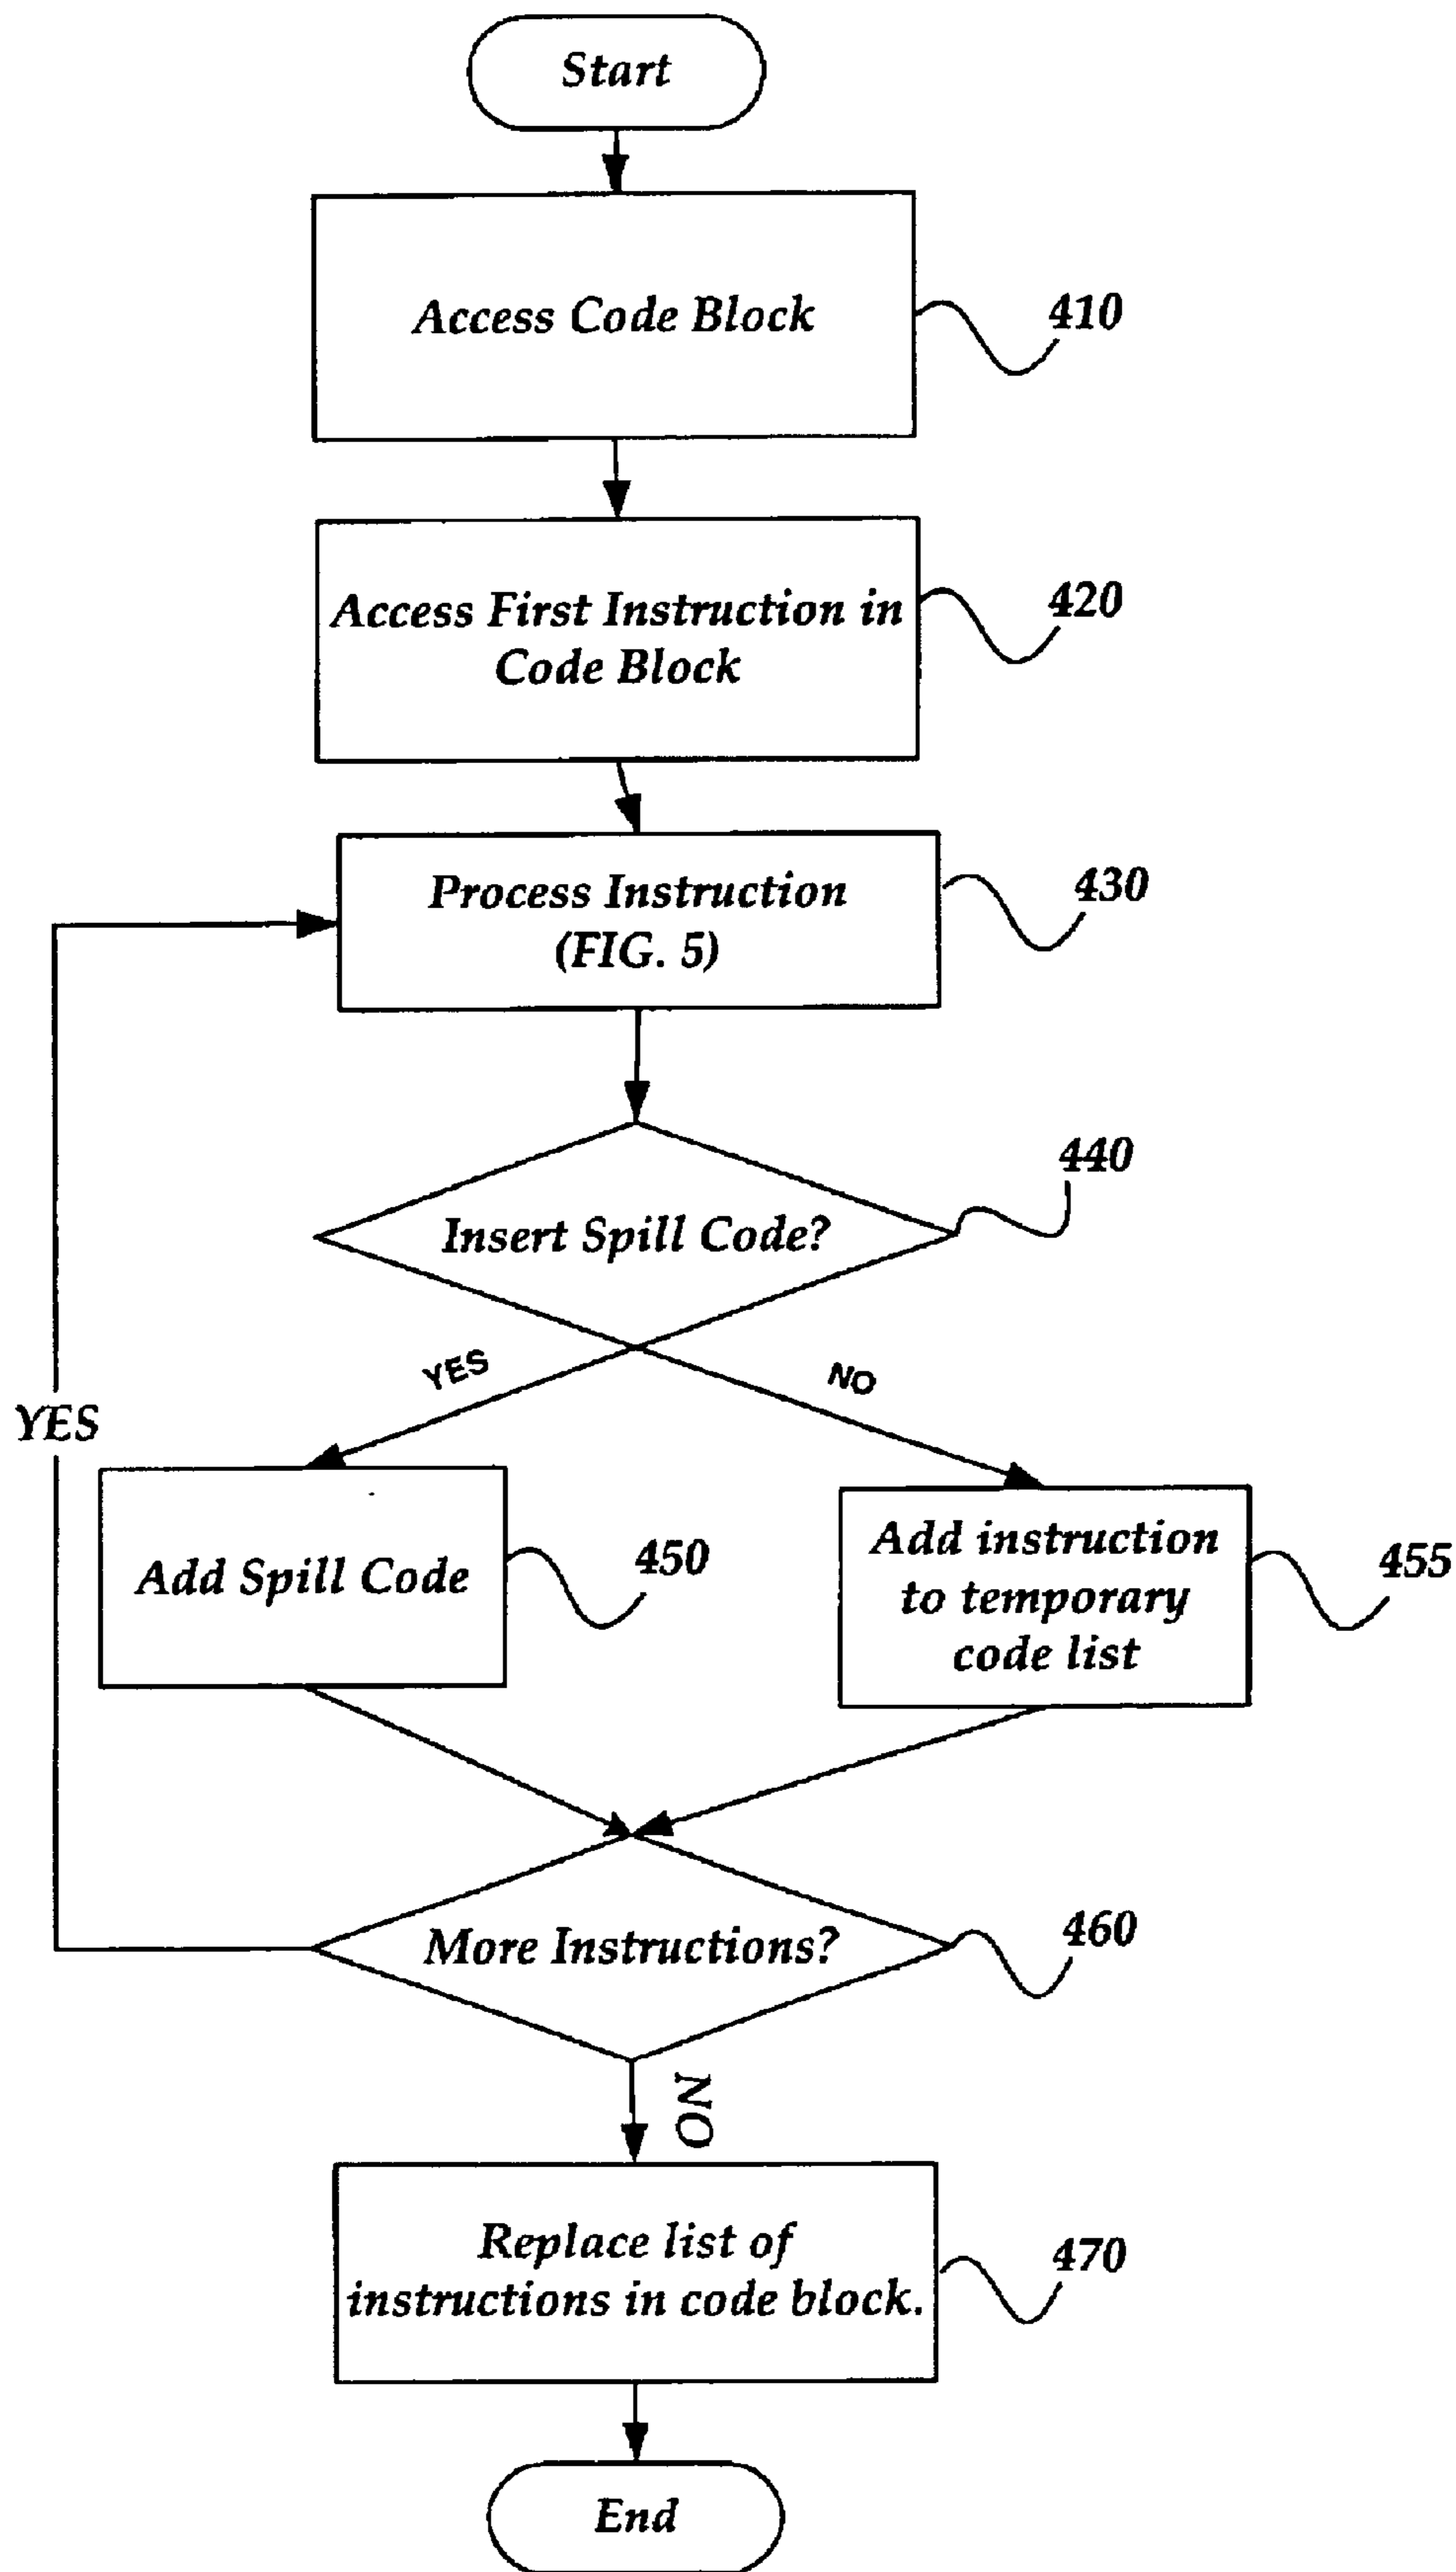 Start
Access Code Block
410
Access First Instruction in
Code Block
420
Process Instruction
(FIG. 5)
430
Insert Spill Code?
440
YES
NO
YES
Add Spill Code
450
Add instruction
to temporary
code list
455
More Instructions?
460
NO
Replace list of
instructions in code block.
470
End